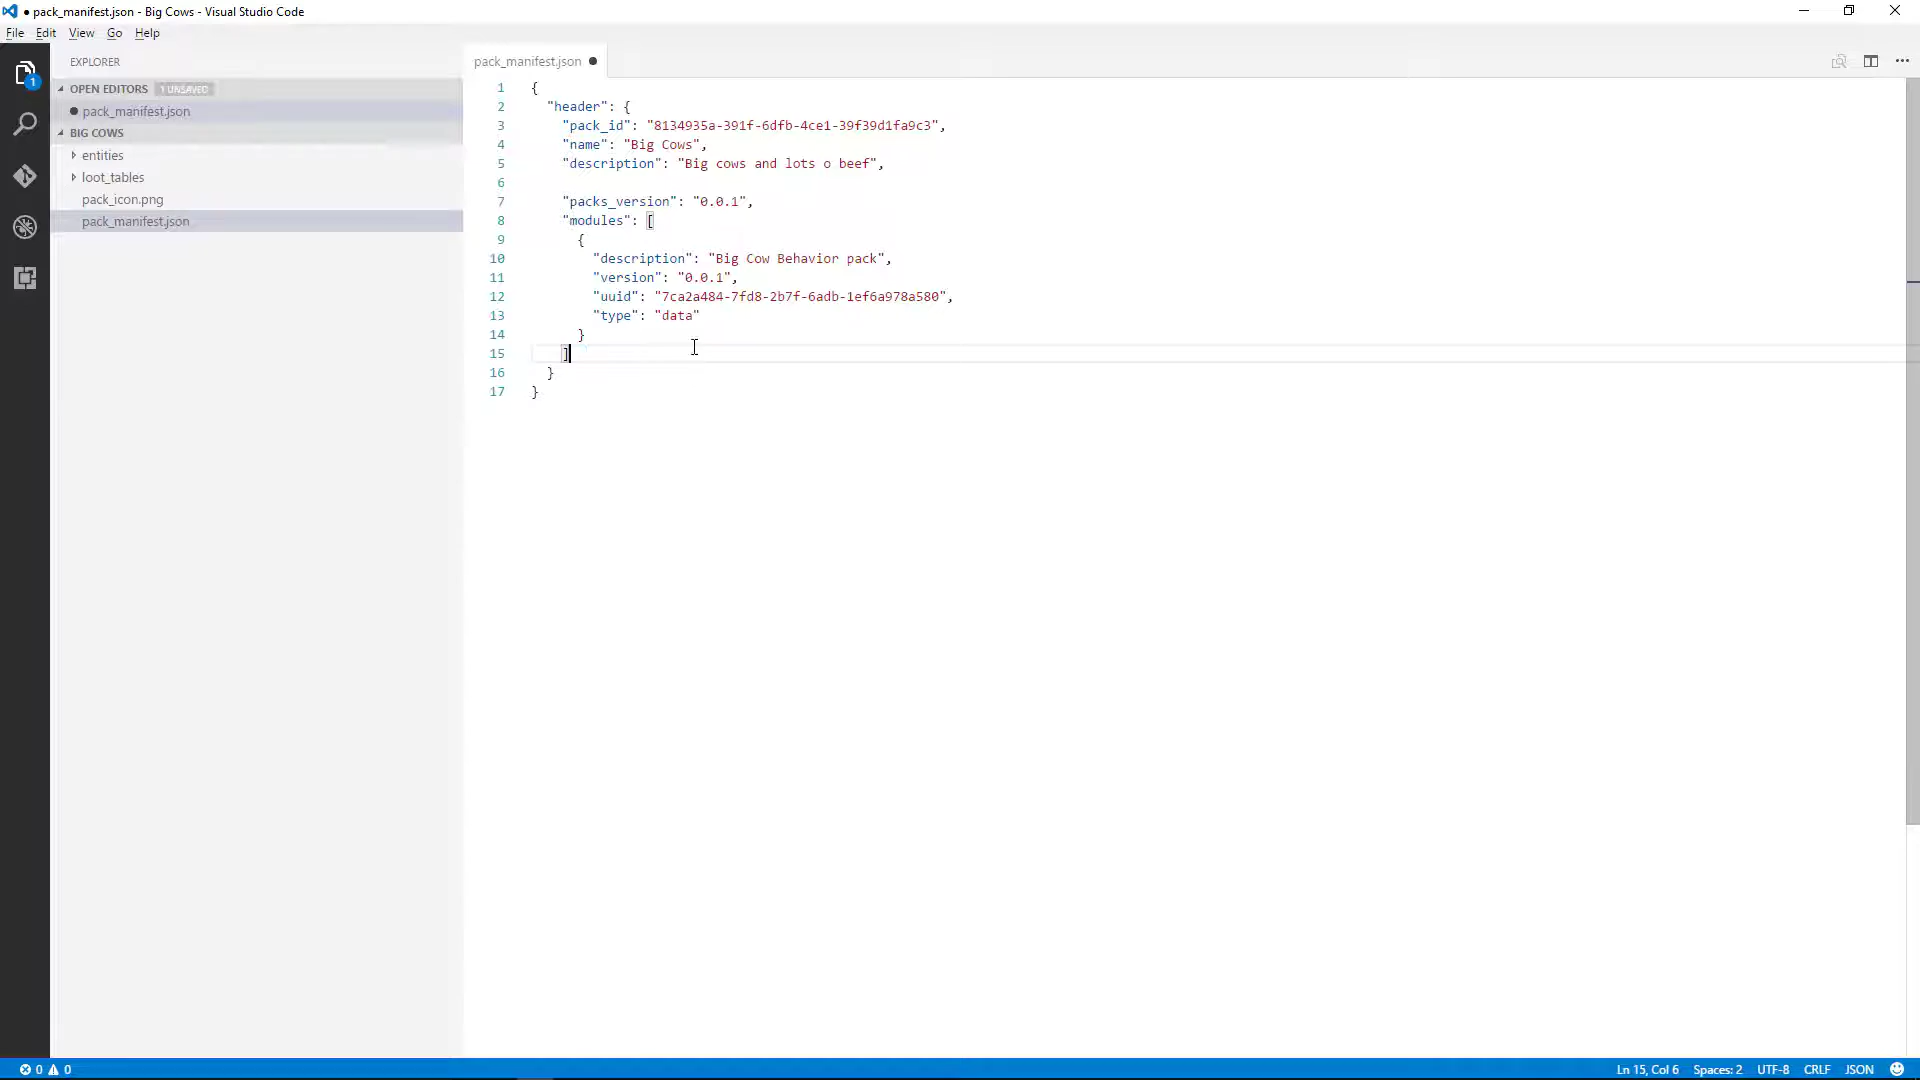 ● pack_manifest.json - Big Cows - Visual Studio Code
File Edit View Go Help
EXPLORER
OPEN EDITORS 1 UNSAVED
pack_manifest.json
BIG COWS
entities
loot_tables
pack_icon.png
pack_manifest.json
1
pack_manifest.json
1 {
2 "header": {
3 "pack_id": "8134935a-391f-6dfb-4ce1-39f39d1fa9c3",
4 "name": "Big Cows",
5 "description": "Big cows and lots o beef",
6
7 "packs_version": "0.0.1",
8 "modules": [
9 {
10 "description": "Big Cow Behavior pack",
11 "version": "0.0.1",
12 "uuid": "7ca2a484-7fd8-2b7f-6adb-1ef6a978a580",
13 "type": "data"
14 }
15 ]
16 }
17 }
0 0
Ln 15, Col 6 Spaces: 2 UTF-8 CRLF JSON